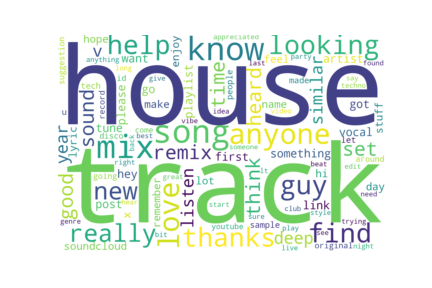 house
track
help
know
looking
v
want
hope
enjoy
feel
artist
last
party
appreciated
found
anything
long
suggestion
please
id
go
make
playlist
give
idea
time
people
heard
made
name
similar
say
techno
come
video
got
stuff
sound
tech
record
year
tune
disco
vibe
best
back
song
anyone
someone
beat
vocal
let
lyric
mix
remix
first
something
set
edit
around
good
right
going
hey
new
post
x
remember
bit
love
listen
lot
great
start
think
youtube
sure
guy
hi
link
club
style
play
day
need
trying
really
soundcloud
thanks
sample
deep
live
original
see
night
find
genre